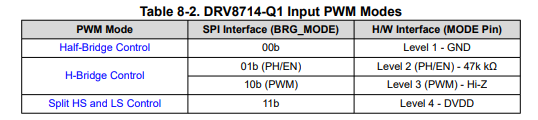 Table 8-2. DRV8714-Q1 Input PWM Modes
PWM Mode SPI Interface (BRG_MODE) H/W Interface (MODE Pin)
Half-Bridge Control 00b Level 1 - GND
H-Bridge Control 01b (PH/EN) Level 2 (PH/EN) - 47k kΩ
10b (PWM) Level 3 (PWM) - Hi-Z
Split HS and LS Control 11b Level 4 - DVDD